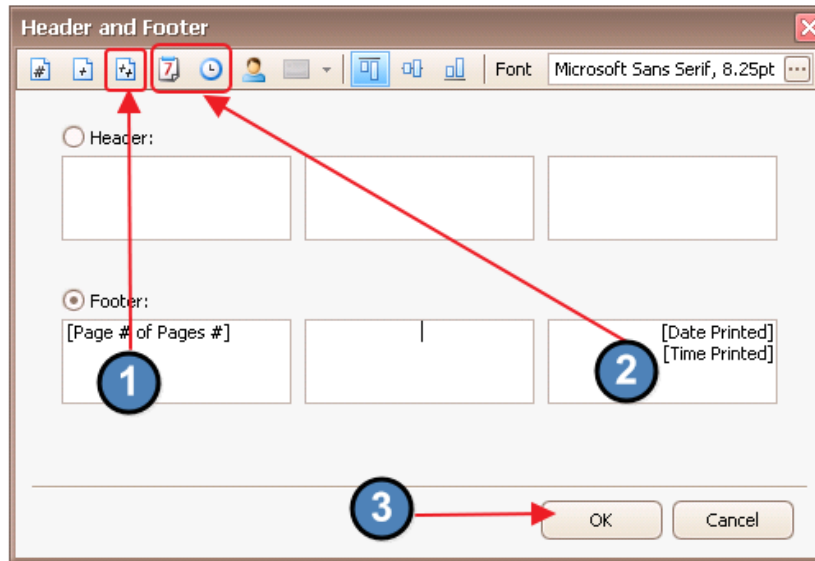 Header and Footer
# + ++ 7 Font Microsoft Sans Serif, 8.25pt ...
Header:
Footer:
[Page # of Pages #] [Date Printed]
[Time Printed]
1 2
3 OK Cancel